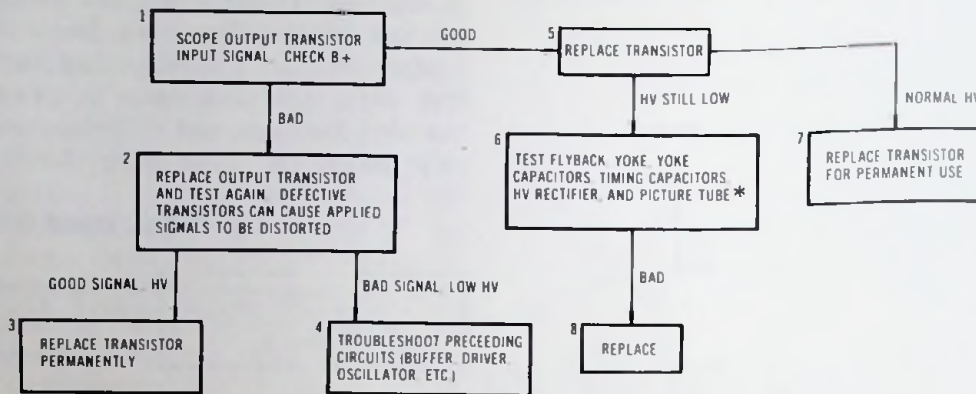 1
SCOPE OUTPUT TRANSISTOR
INPUT SIGNAL, CHECK B+
GOOD
5
REPLACE TRANSISTOR
BAD
HV STILL LOW
NORMAL HV
2
REPLACE OUTPUT TRANSISTOR
AND TEST AGAIN, DEFECTIVE
TRANSISTORS CAN CAUSE APPLIED
SIGNALS TO BE DISTORTED
6
TEST FLYBACK, YOKE, YOKE
CAPACITORS, TIMING CAPACITORS,
HV RECTIFIER, AND PICTURE TUBE *
7
REPLACE TRANSISTOR
FOR PERMANENT USE
GOOD SIGNAL, HV
BAD SIGNAL, LOW HV
BAD
3
REPLACE TRANSISTOR
PERMANENTLY
4
TROUBLESHOOT PRECEEDING
CIRCUITS (BUFFER, DRIVER,
OSCILLATOR, ETC.)
8
REPLACE